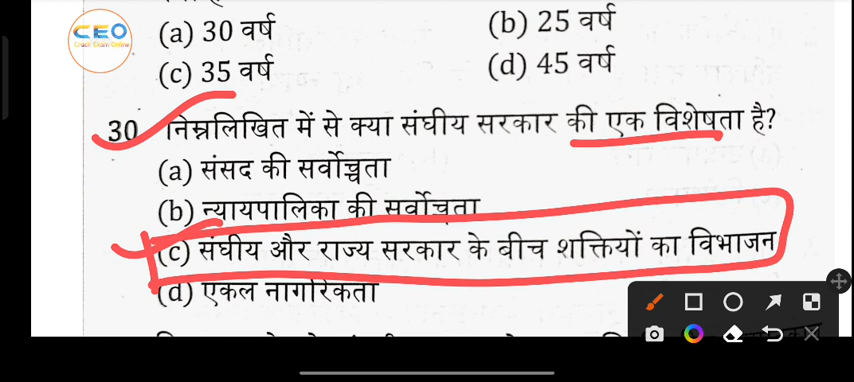 CEO
Crack Exam Online
(a) 30 वर्ष (b) 25 वर्ष
(c) 35 वर्ष (d) 45 वर्ष
30 निम्नलिखित में से क्या संघीय सरकार की एक विशेषता है?
(a) संसद की सर्वोच्चता
(b) न्यायपालिका की सर्वोच्चता
(c) संघीय और राज्य सरकार के बीच शक्तियों का विभाजन
(d) एकल नागरिकता